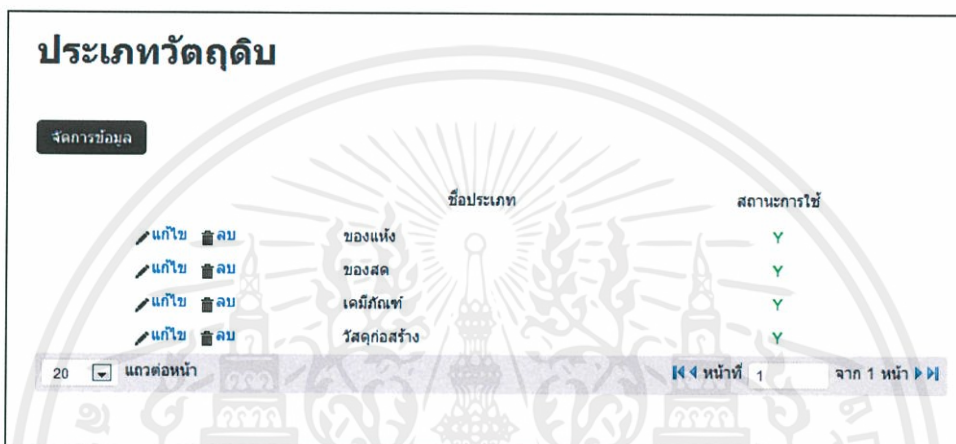 ประเภทวัตถุดิบ
จัดการข้อมูล
ชื่อประเภท สถานะการใช้
แก้ไข ลบ ของแห้ง Y
แก้ไข ลบ ของสด Y
แก้ไข ลบ เคมีภัณฑ์ Y
แก้ไข ลบ วัสดุก่อสร้าง Y
20 แถวต่อหน้า หน้าที่ 1 จาก 1 หน้า